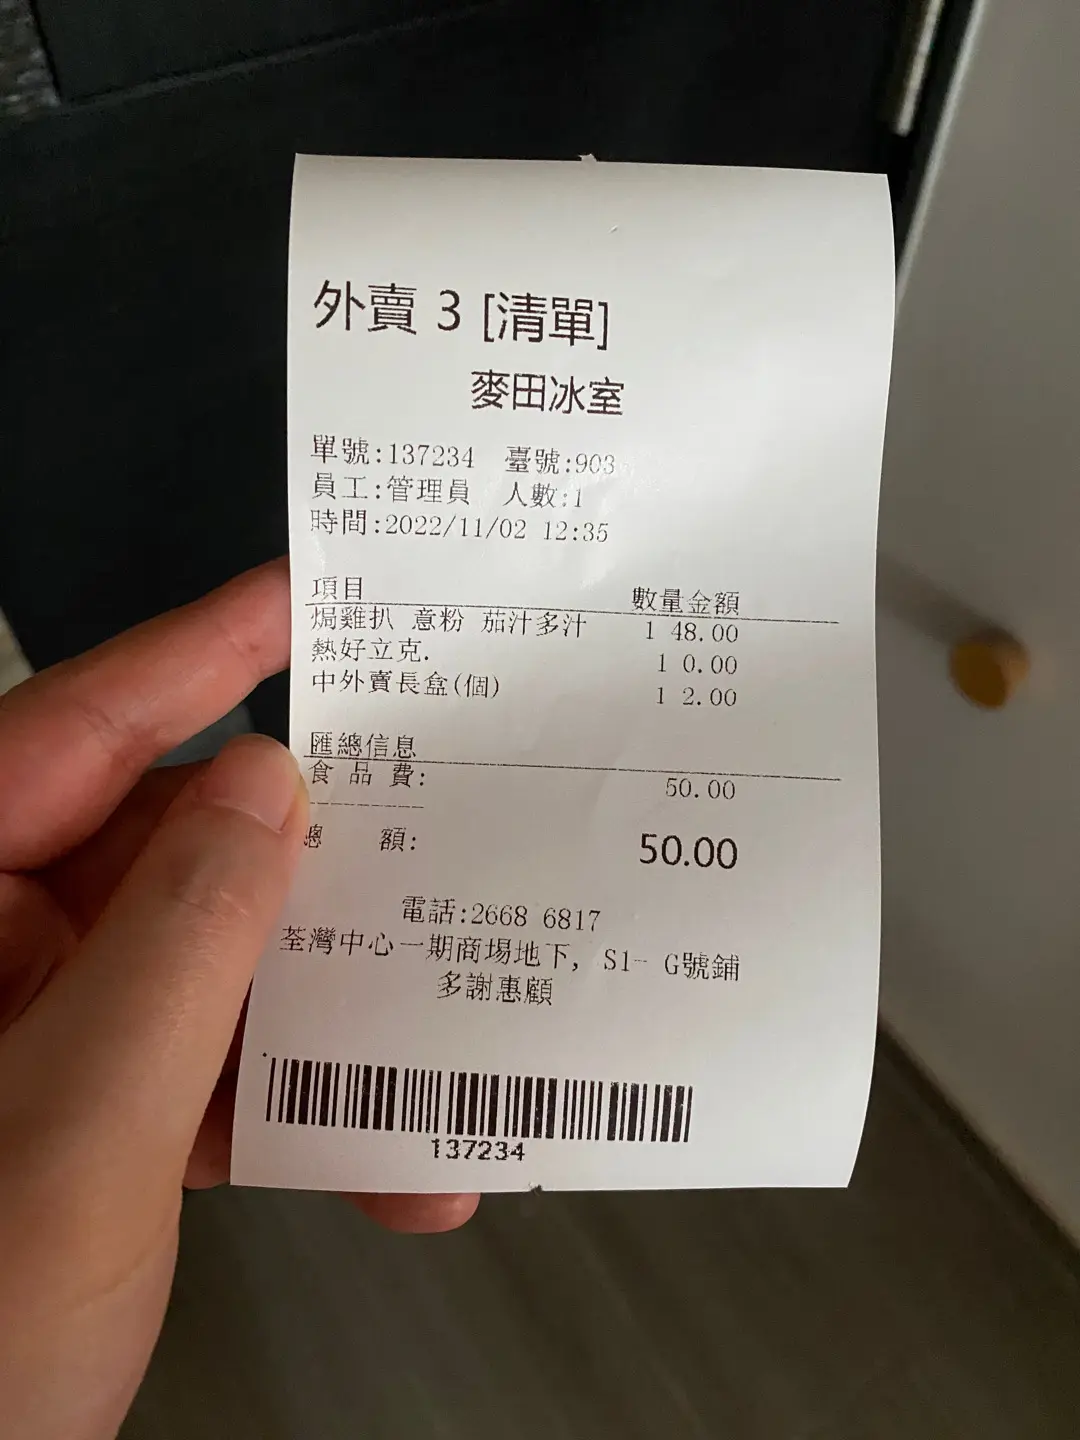 外賣 3 [清單]
麥田冰室
單號:137234 臺號:903
員工:管理員 人數:1
時間:2022/11/02 12:35
項目 數量金額
焗雞扒 意粉 茄汁多汁 1 48.00
熱好立克. 1 0.00
中外賣長盒(個) 1 2.00
匯總信息
食 品 費: 50.00
----------
總 額: 50.00
電話:2668 6817
荃灣中心一期商場地下, S1- G號鋪
多謝惠顧
137234